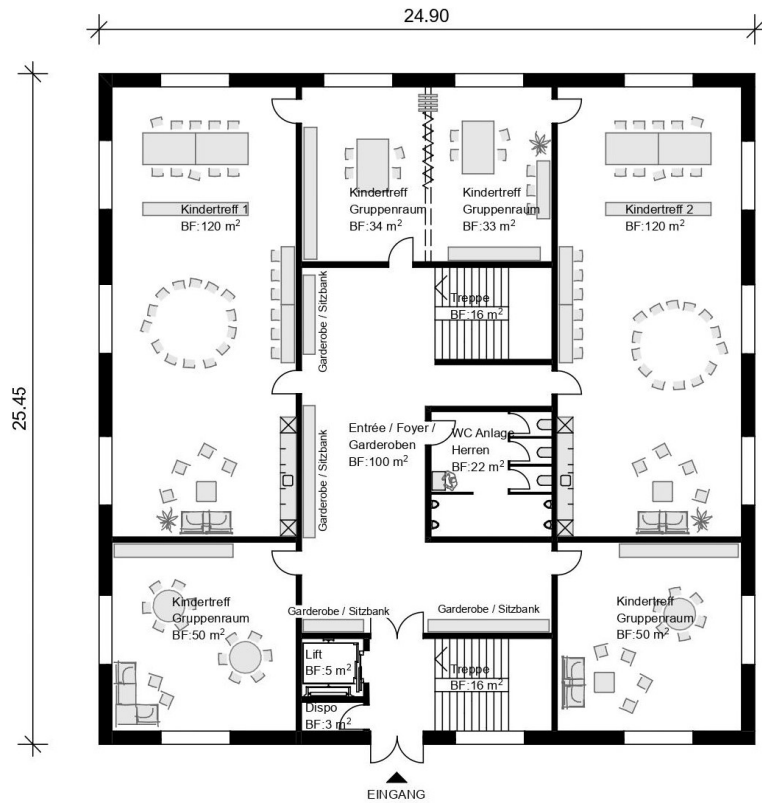 24.90
25.45
Kindertreff 1
BF:120 m²
Kindertreff
Gruppenraum
BF:34 m²
Kindertreff
Gruppenraum
BF:33 m²
Kindertreff 2
BF:120 m²
Garderobe / Sitzbank
Treppe
BF:16 m²
Garderobe / Sitzbank
Entrée / Foyer /
Garderoben
BF:100 m²
WC Anlage
Herren
BF:22 m²
Kindertreff
Gruppenraum
BF:50 m²
Garderobe / Sitzbank
Garderobe / Sitzbank
Kindertreff
Gruppenraum
BF:50 m²
Lift
BF:5 m²
Treppe
BF:16 m²
Dispo
BF:3 m²
EINGANG